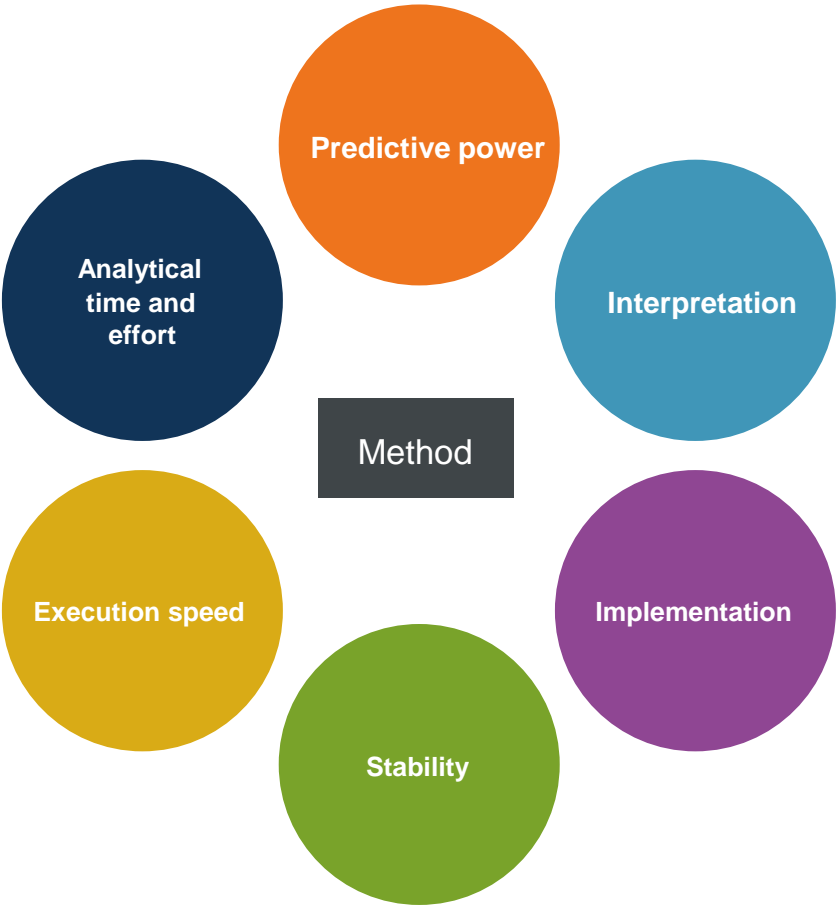 Predictive power
Analytical
time and
effort
Interpretation
Method
Execution speed
Implementation
Stability